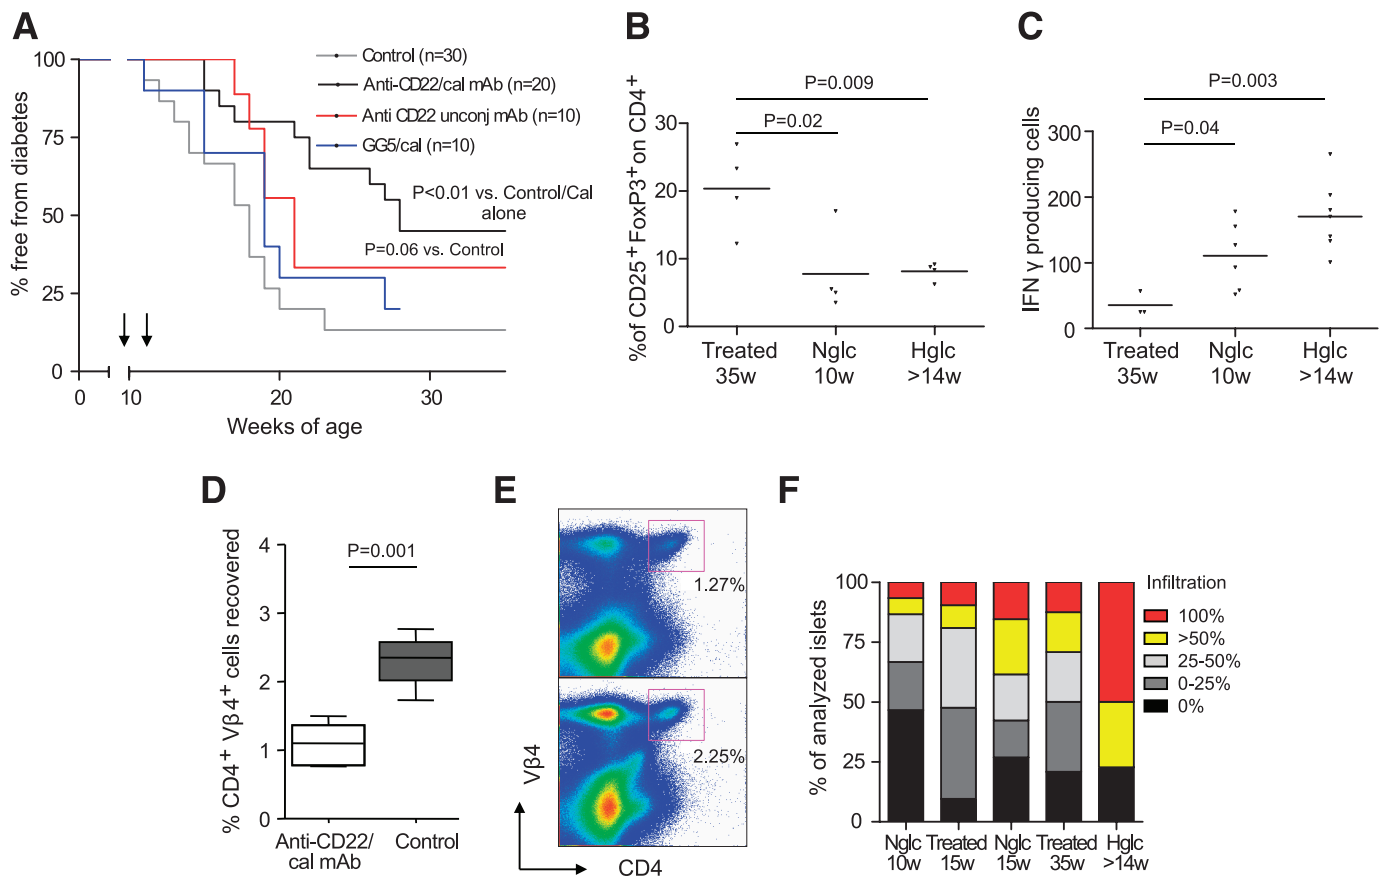 A
% free from diabetes
100
75
50
25
0
0
10
20
30
Weeks of age
Control (n=30)
Anti-CD22/cal mAb (n=20)
Anti CD22 unconj mAb (n=10)
GG5/cal (n=10)
P<0.01 vs. Control/Cal
alone
P=0.06 vs. Control
B
%of CD25+FoxP3+on CD4+
30
20
10
0
P=0.009
P=0.02
Treated
35w
Nglc
10w
Hglc
>14w
C
IFN γ producing cells
300
200
100
0
P=0.003
P=0.04
Treated
35w
Nglc
10w
Hglc
>14w
D
% CD4+ Vβ4+ cells recovered
4
3
2
1
0
P=0.001
Anti-CD22/
cal mAb
Control
E
1.27%
2.25%
Vβ4
CD4
F
% of analyzed islets
100
75
50
25
0
Nglc
10w
Treated
15w
Nglc
15w
Treated
35w
Hglc
>14w
Infiltration
100%
>50%
25-50%
0-25%
0%